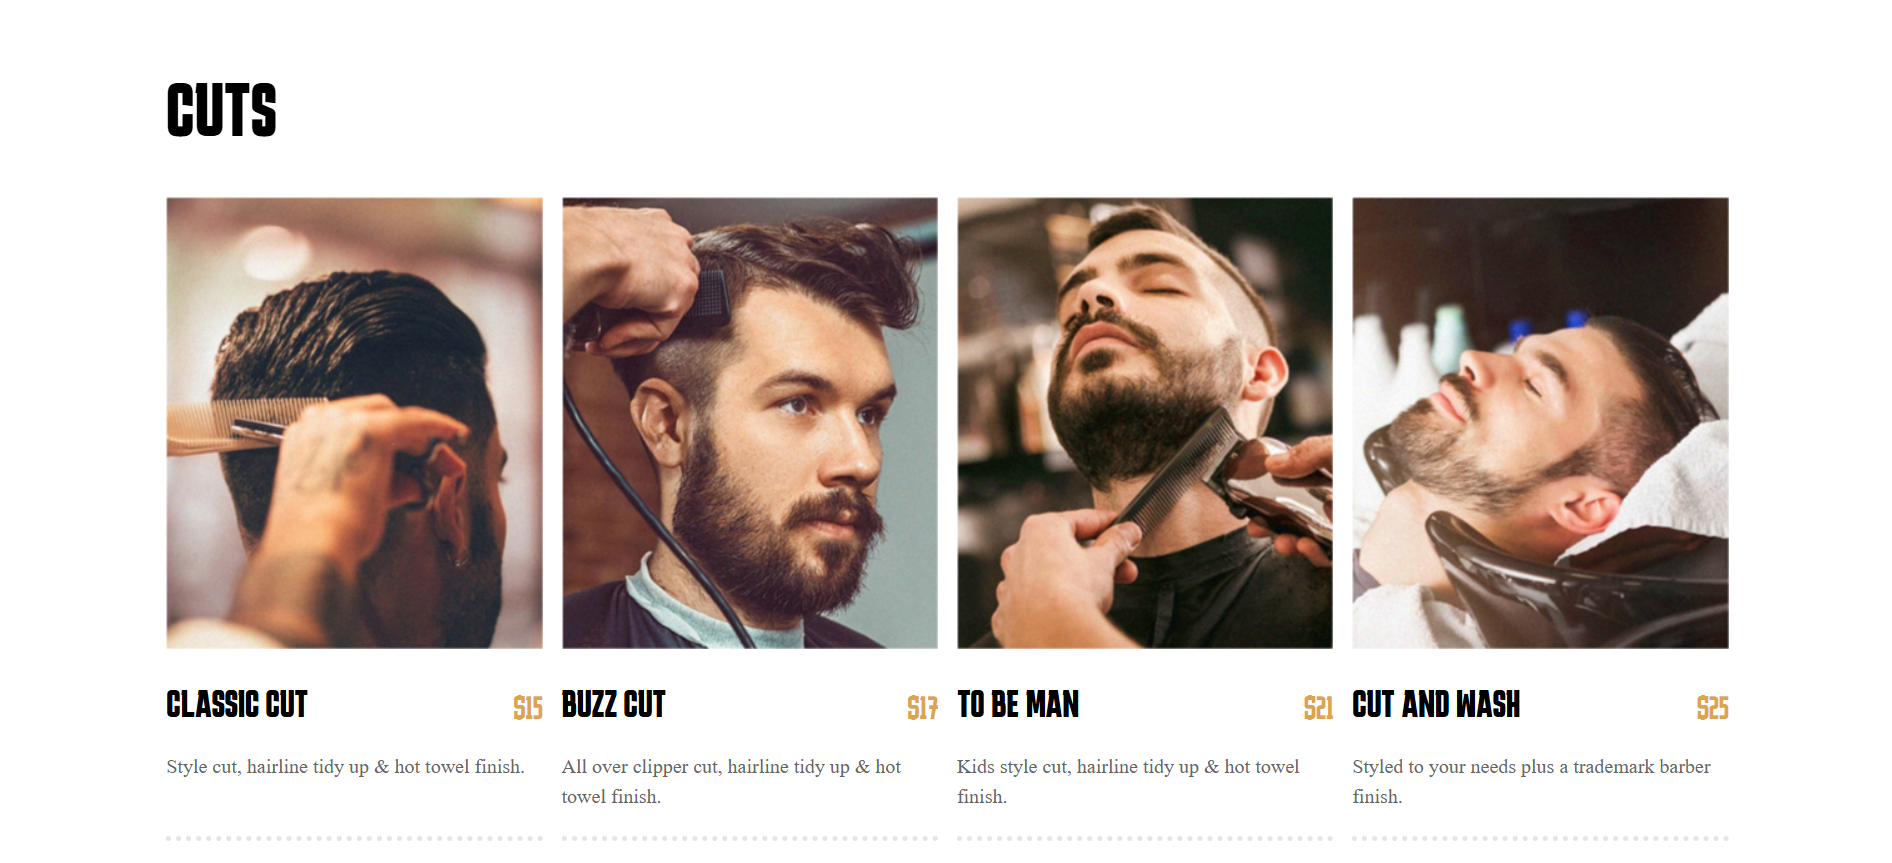 CUTS
CLASSIC CUT $15
BUZZ CUT $17
TO BE MAN $21
CUT AND WASH $25
Style cut, hairline tidy up & hot towel finish.
All over clipper cut, hairline tidy up & hot
towel finish.
Kids style cut, hairline tidy up & hot towel
finish.
Styled to your needs plus a trademark barber
finish.